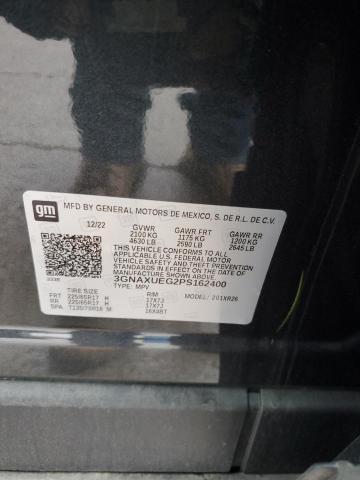 gm
MFD BY GENERAL MOTORS DE MEXICO, S. DE R.L. DE C.V.
12/22 GVWR GAWR FRT GAWR RR
2100 KG 1175 KG 1200 KG
4630 LB 2590 LB 2645 LB
THIS VEHICLE CONFORMS TO ALL
APPLICABLE U.S. FEDERAL MOTOR
VEHICLE SAFETY AND THEFT
PREVENTION STANDARDS IN EFFECT
ON THE DATE OF
MANUFACTURE SHOWN ABOVE.
3GNAXUEG2PS162400
TYPE: MPV
TIRE SIZE RIM MODEL: 201XR26
FRT 225/65R17 H 17X7J
RR 225/65R17 H 17X7J
SPA T135/70R16 M 16X4BT